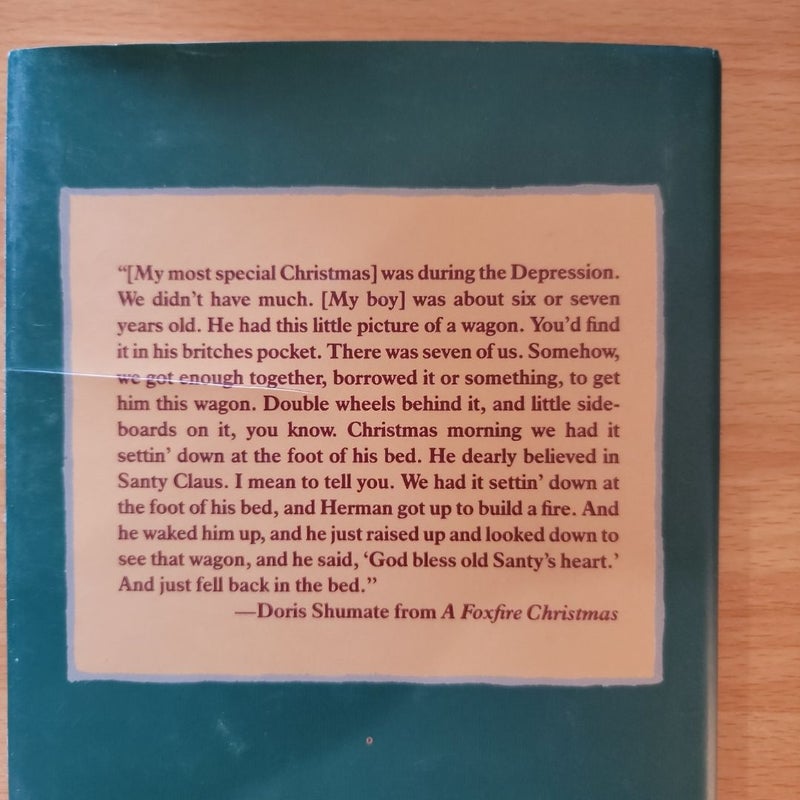 “[My most special Christmas] was during the Depression.
We didn’t have much. [My boy] was about six or seven
years old. He had this little picture of a wagon. You’d find
it in his britches pocket. There was seven of us. Somehow,
we got enough together, borrowed it or something, to get
him this wagon. Double wheels behind it, and little side-
boards on it, you know. Christmas morning we had it
settin’ down at the foot of his bed. He dearly believed in
Santy Claus. I mean to tell you. We had it settin’ down at
the foot of his bed, and Herman got up to build a fire. And
he waked him up, and he just raised up and looked down to
see that wagon, and he said, ‘God bless old Santy’s heart.’
And just fell back in the bed.”
—Doris Shumate from A Foxfire Christmas